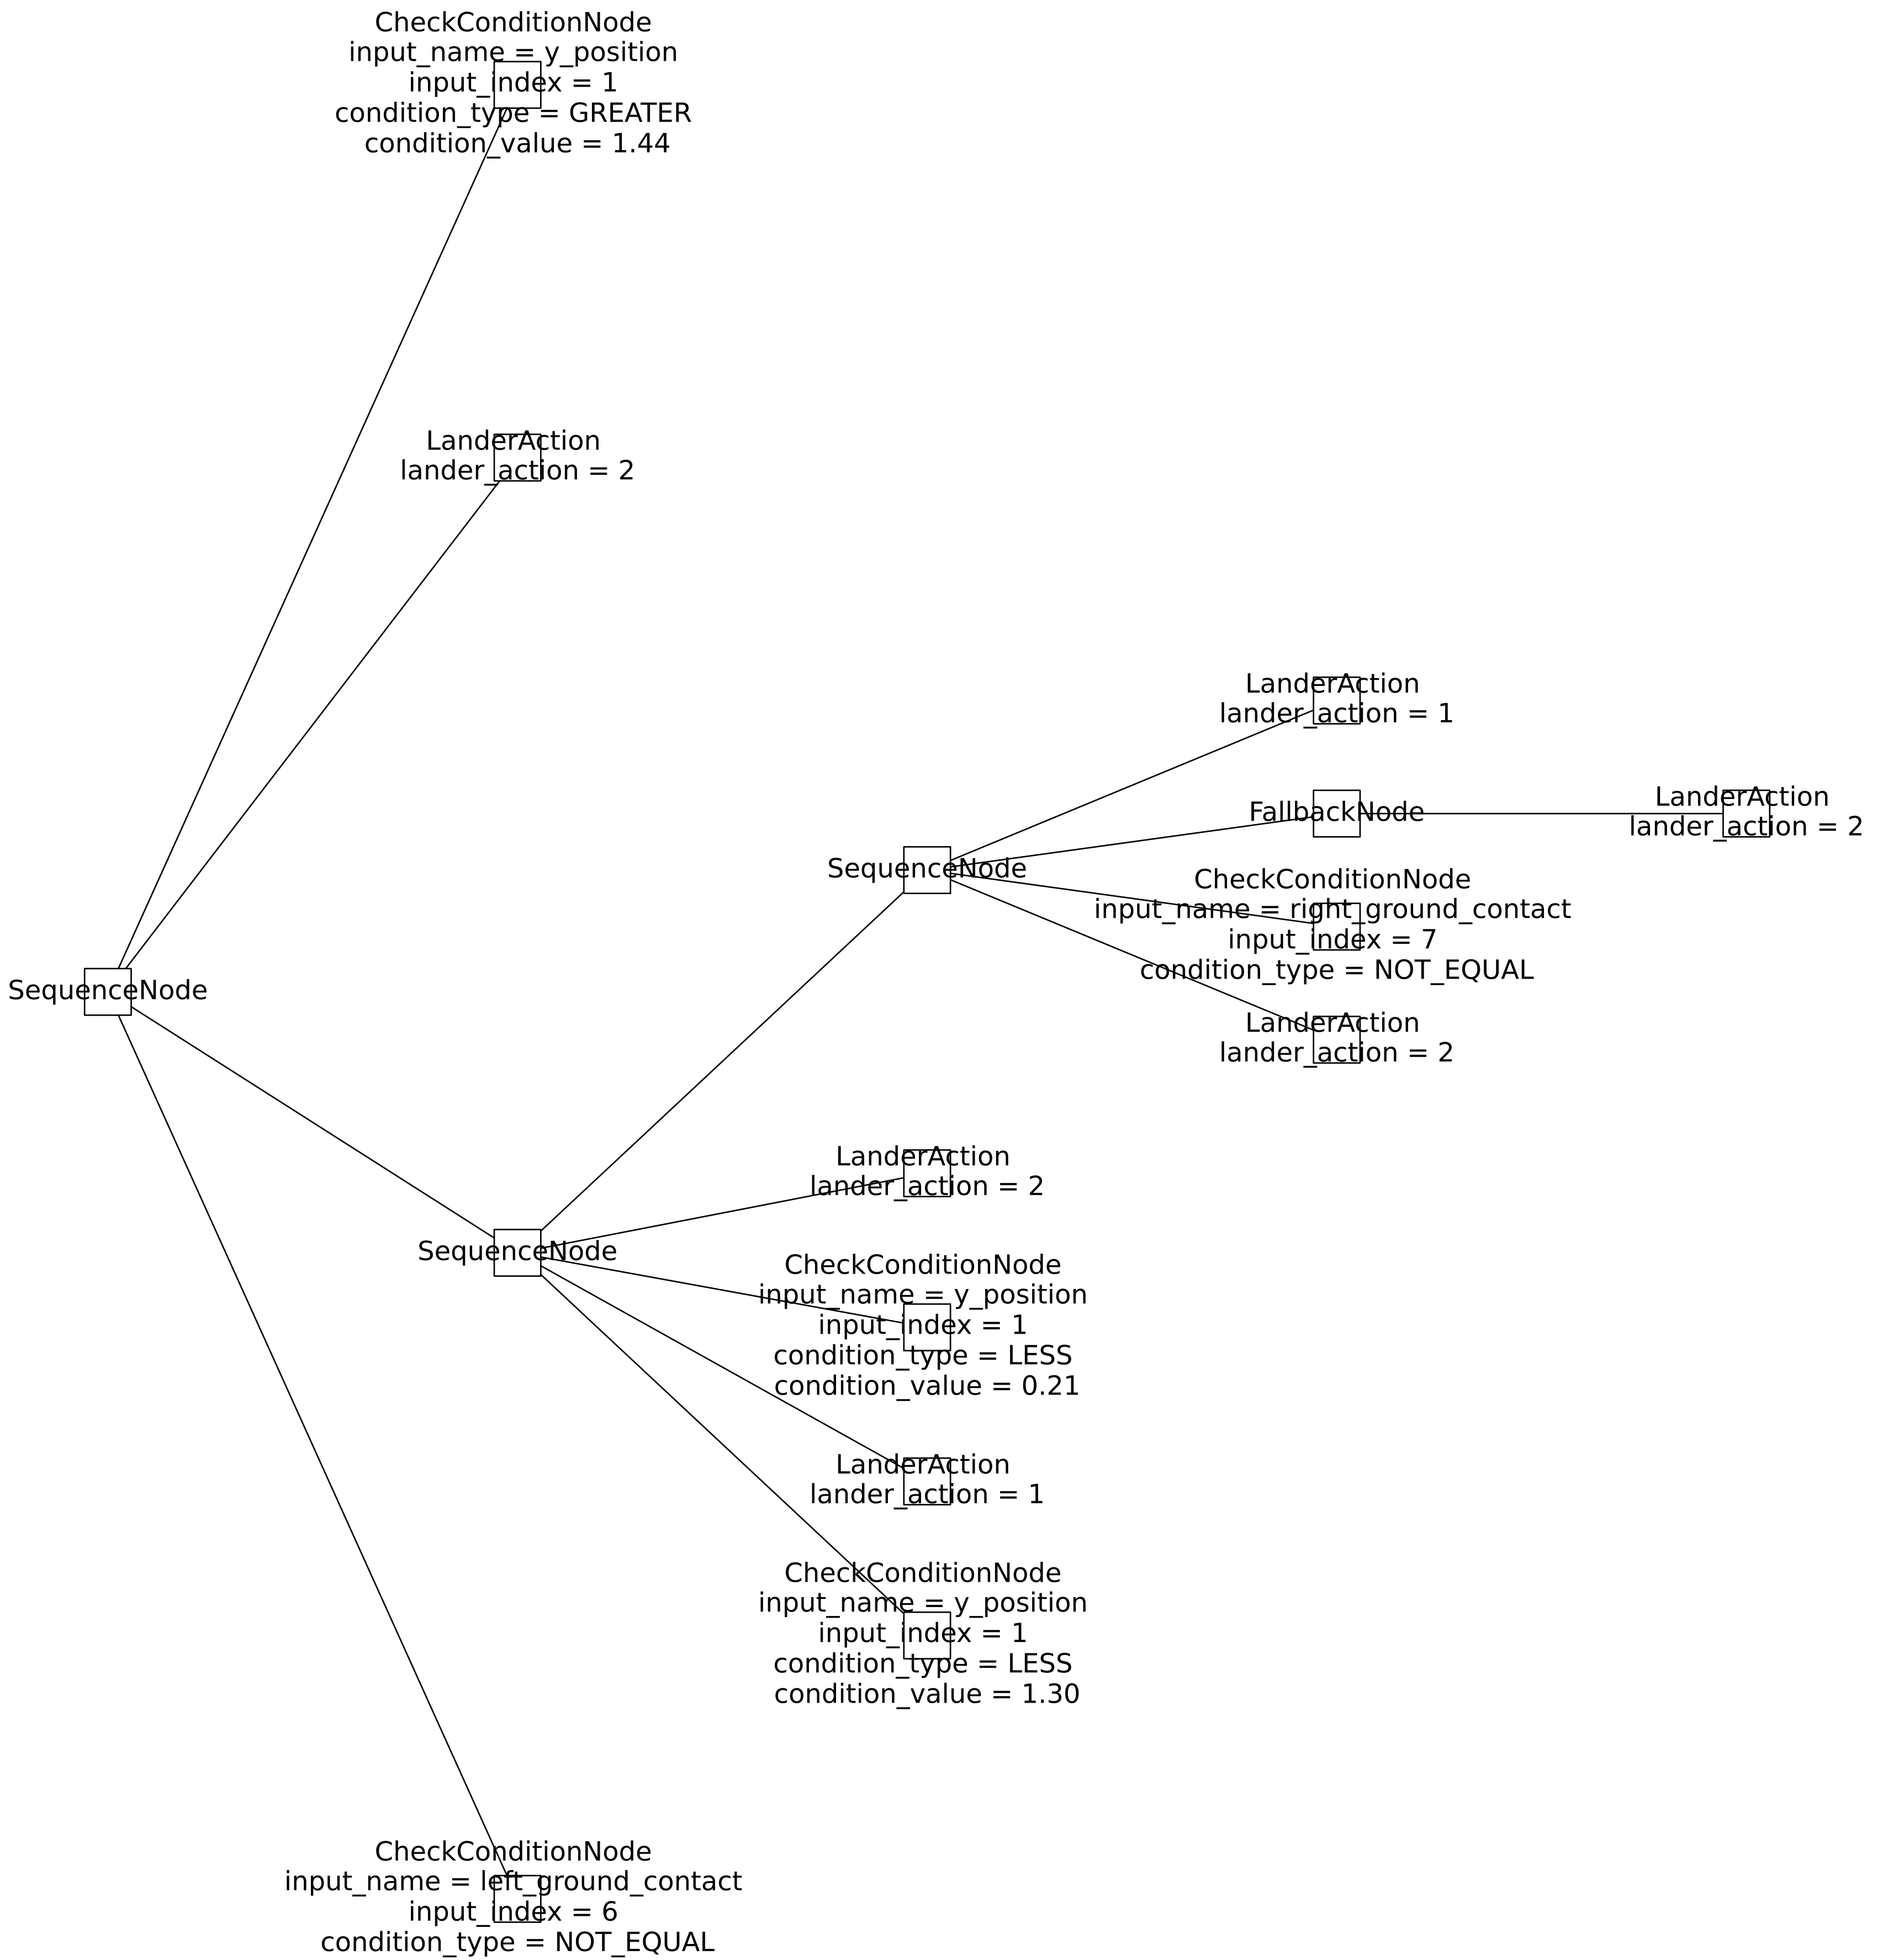 CheckConditionNode
input_name = y_position
input_index = 1
condition_type = GREATER
condition_value = 1.44
LanderAction
lander_action = 2
LanderAction
lander_action = 1
FallbackNode
LanderAction
lander_action = 2
SequenceNode
CheckConditionNode
input_name = right_ground_contact
input_index = 7
condition_type = NOT_EQUAL
SequenceNode
LanderAction
lander_action = 2
LanderAction
lander_action = 2
SequenceNode
CheckConditionNode
input_name = y_position
input_index = 1
condition_type = LESS
condition_value = 0.21
LanderAction
lander_action = 1
CheckConditionNode
input_name = y_position
input_index = 1
condition_type = LESS
condition_value = 1.30
CheckConditionNode
input_name = left_ground_contact
input_index = 6
condition_type = NOT_EQUAL